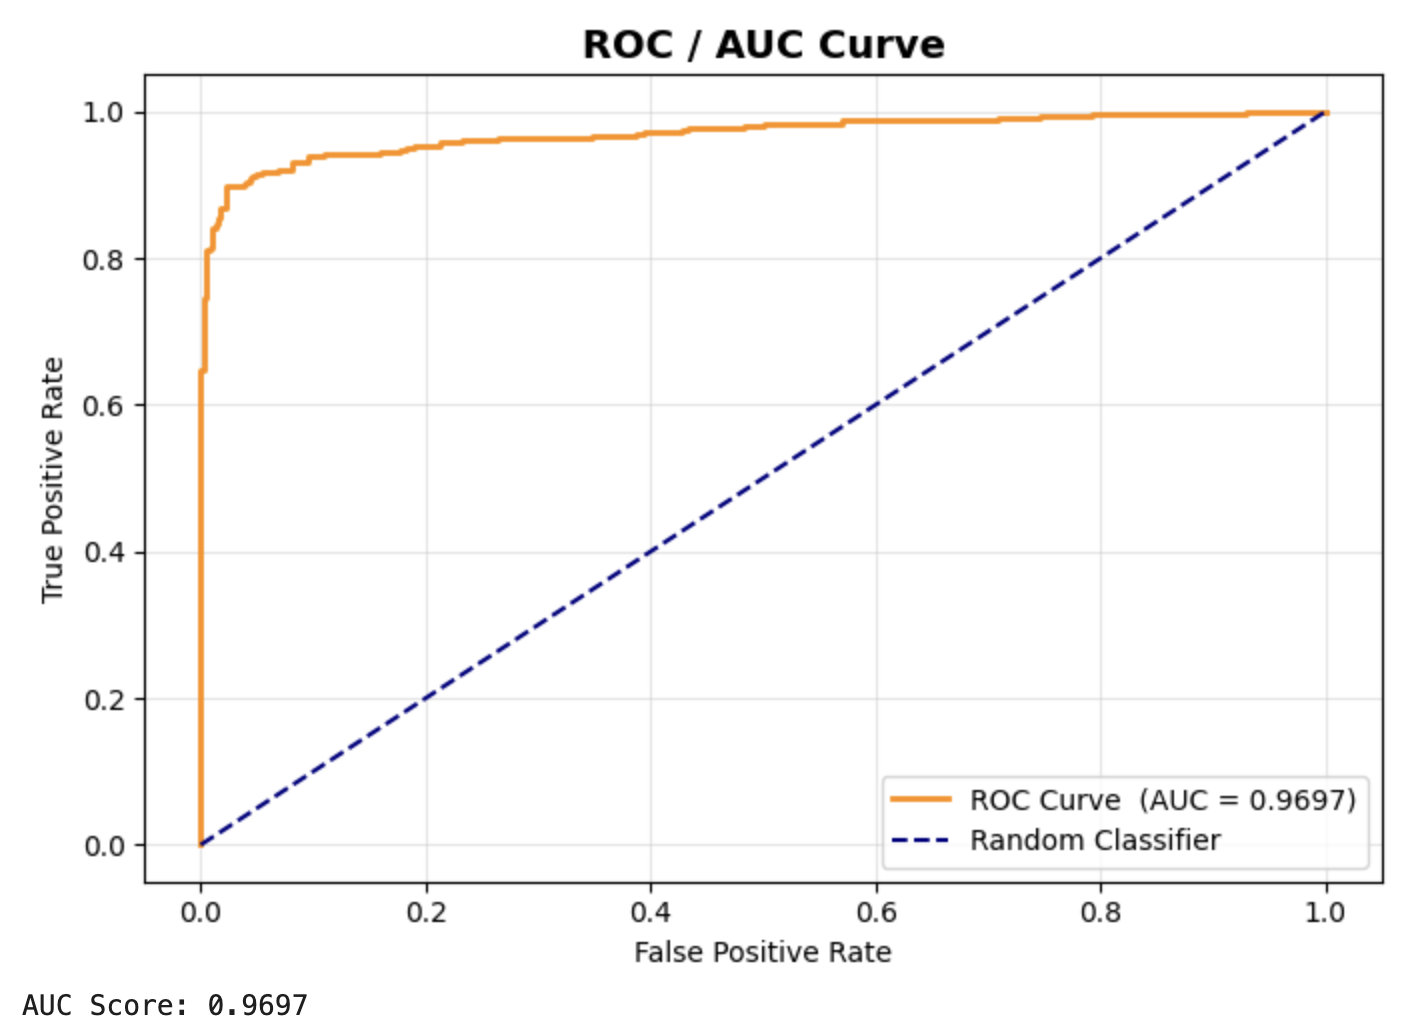 ROC / AUC Curve
1.0
0.8
0.6
0.4
0.2
0.0
True Positive Rate
ROC Curve (AUC = 0.9697)
Random Classifier
0.0 0.2 0.4 0.6 0.8 1.0
False Positive Rate
AUC Score: 0.9697